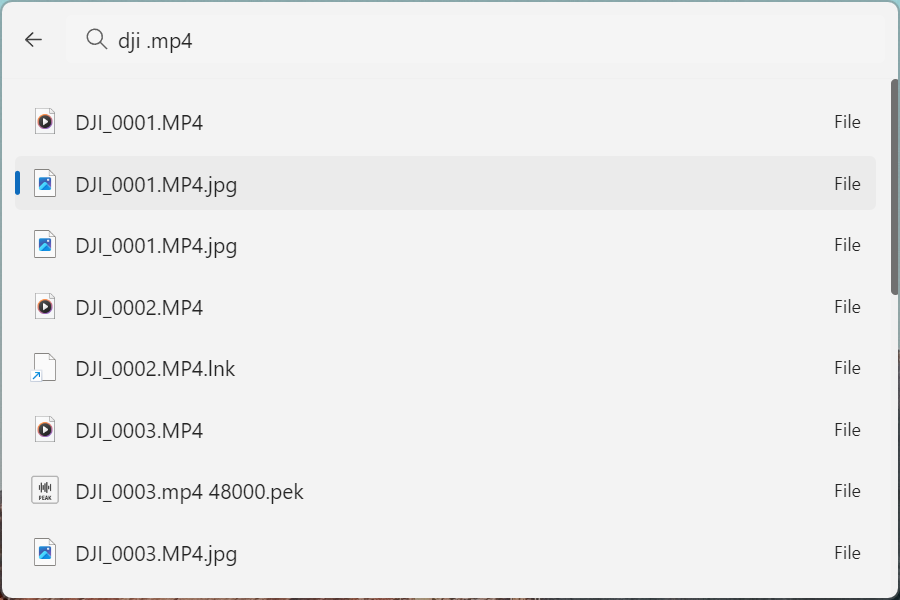 dji .mp4
DJI_0001.MP4 File
DJI_0001.MP4.jpg File
DJI_0001.MP4.jpg File
DJI_0002.MP4 File
DJI_0002.MP4.lnk File
DJI_0003.MP4 File
PEAK DJI_0003.mp4 48000.pek File
DJI_0003.MP4.jpg File